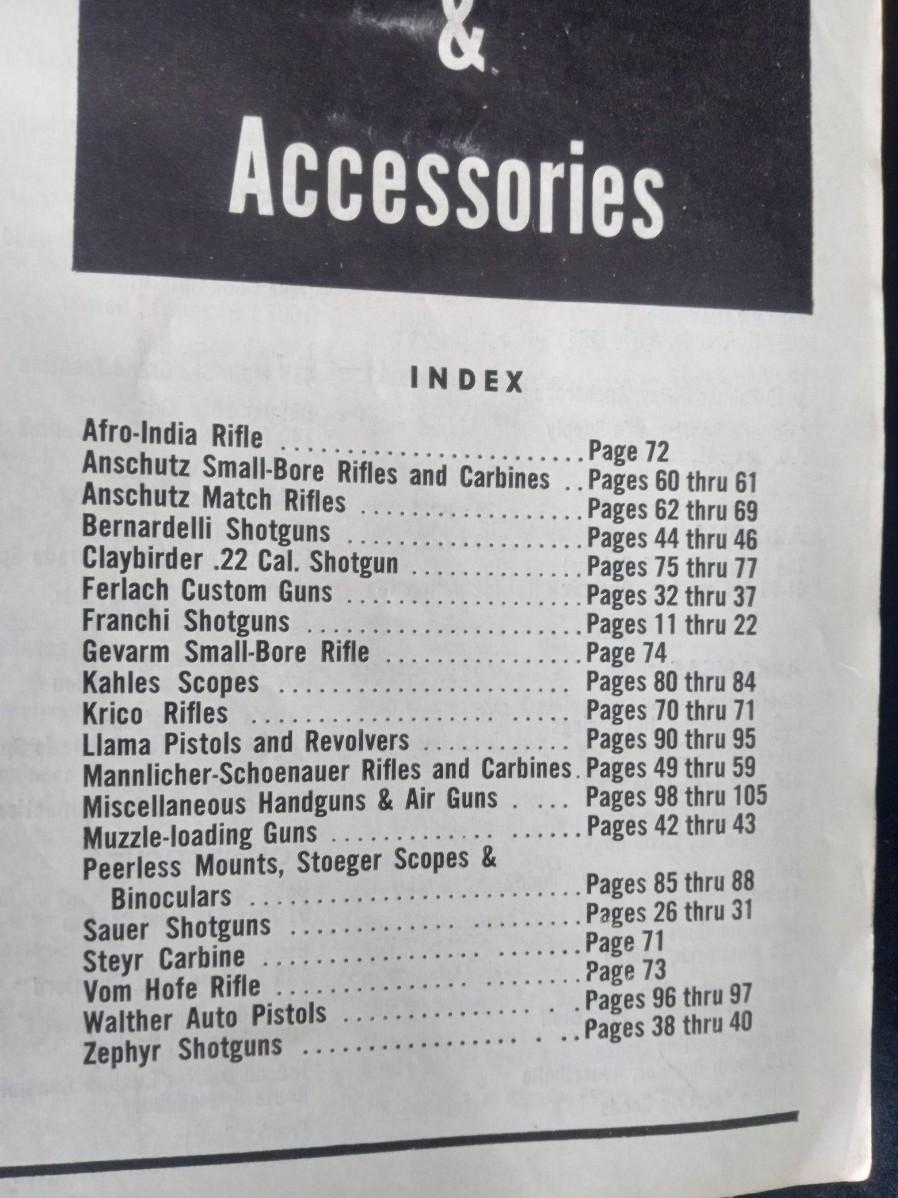 &
Accessories
INDEX
Afro-India Rifle ........................... Page 72
Anschutz Small-Bore Rifles and Carbines .. Pages 60 thru 61
Anschutz Match Rifles .................... Pages 62 thru 69
Bernardelli Shotguns ..................... Pages 44 thru 46
Claybirder .22 Cal. Shotgun ............... Pages 75 thru 77
Ferlach Custom Guns ..................... Pages 32 thru 37
Franchi Shotguns ......................... Pages 11 thru 22
Gevarm Small-Bore Rifle .................. Page 74
Kahles Scopes ........................... Pages 80 thru 84
Krico Rifles .............................. Pages 70 thru 71
Llama Pistols and Revolvers ............. Pages 90 thru 95
Mannlicher-Schoenauer Rifles and Carbines. Pages 49 thru 59
Miscellaneous Handguns & Air Guns . ... Pages 98 thru 105
Muzzle-loading Guns ...................... Pages 42 thru 43
Peerless Mounts, Stoeger Scopes &
Binoculars .............................. Pages 85 thru 88
Sauer Shotguns .......................... Pages 26 thru 31
Steyr Carbine ............................ Page 71
Vom Hofe Rifle ........................... Page 73
Walther Auto Pistols .................... Pages 96 thru 97
Zephyr Shotguns ...................... . .. Pages 38 thru 40